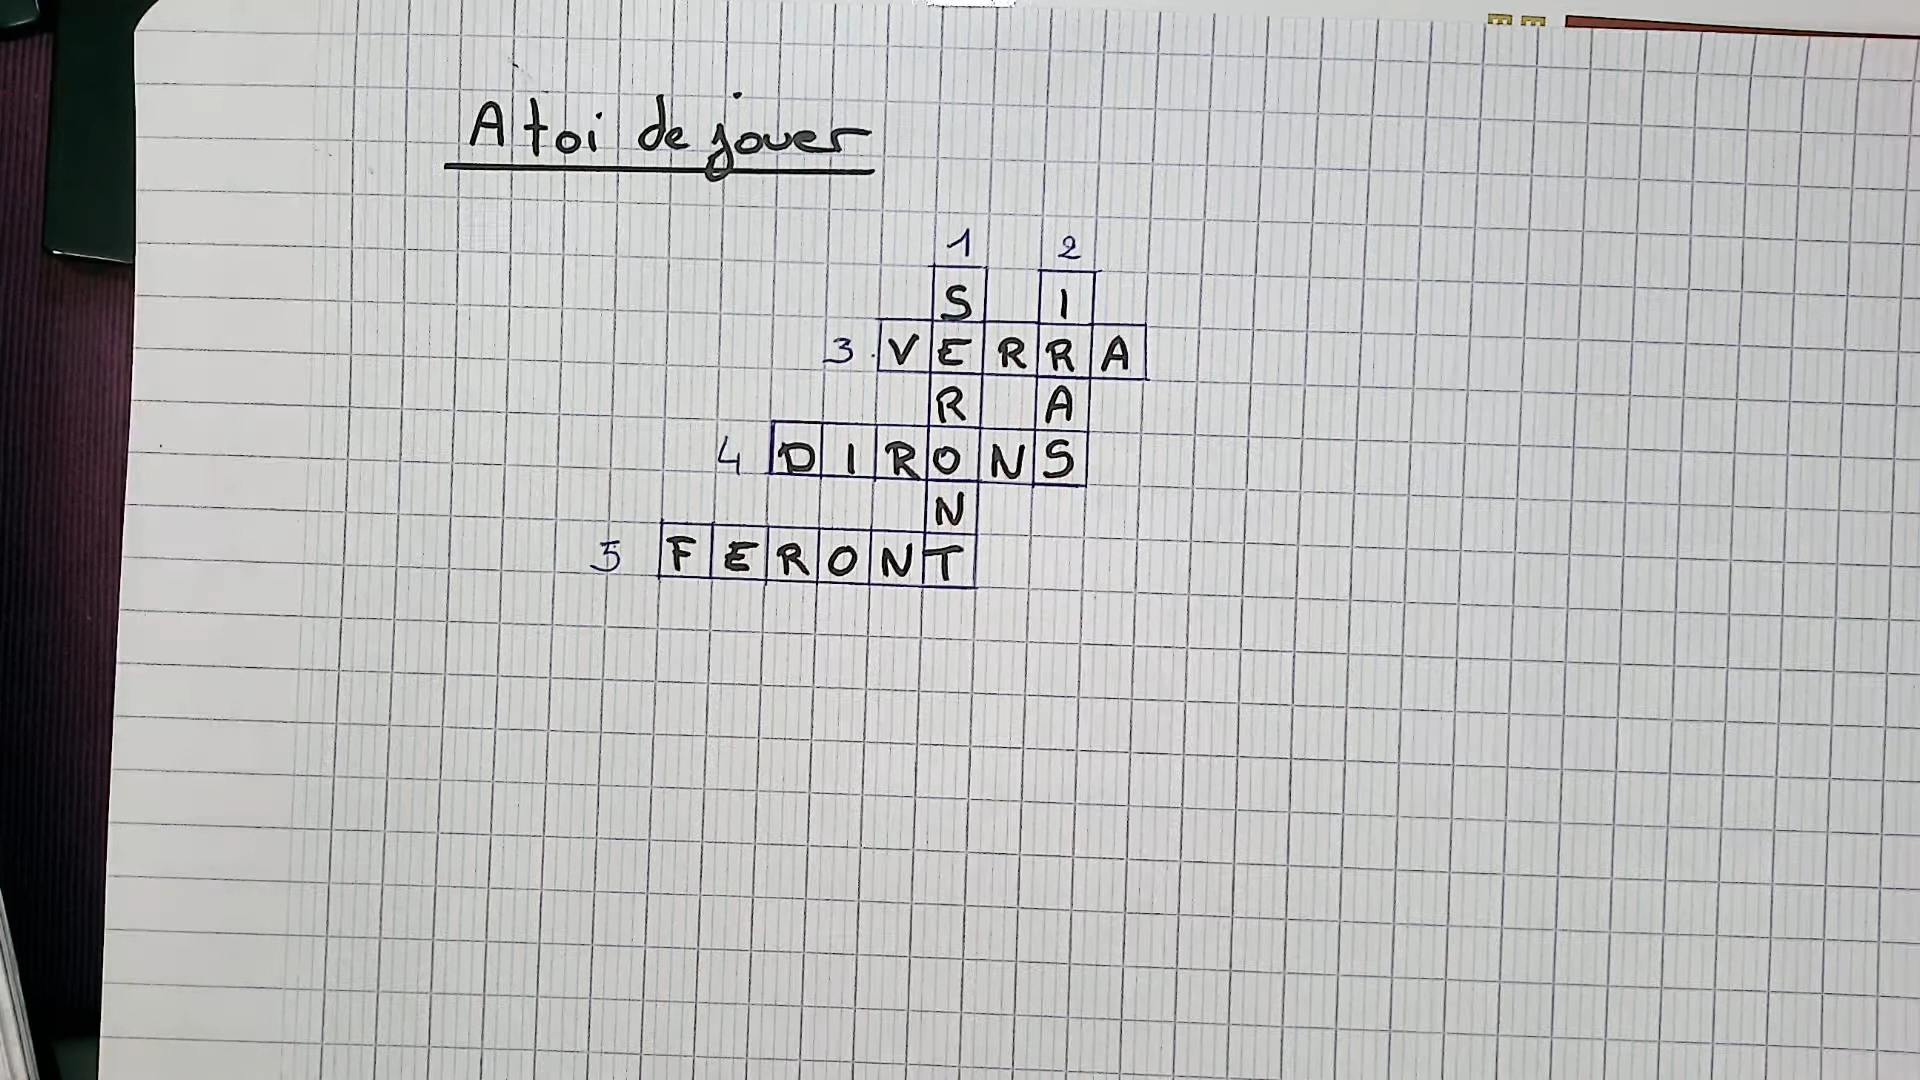 A toi de jouer
1 2
S I
3. V E R R A
R A
4 D I R O N S
N
5 F E R O N T